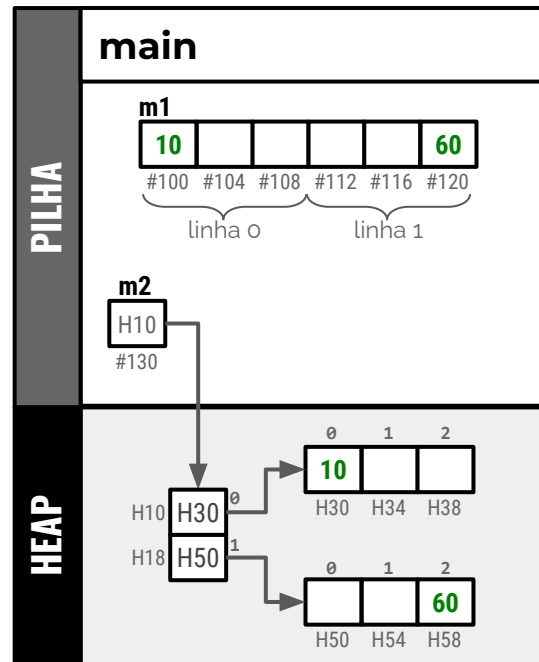 main
PILHA
m1
10 60
#100 #104 #108 #112 #116 #120
linha 0 linha 1
m2
H10
#130
HEAP
0 1 2
10
H30 H34 H38
H10 H30 0
H18 H50 1
0 1 2
60
H50 H54 H58